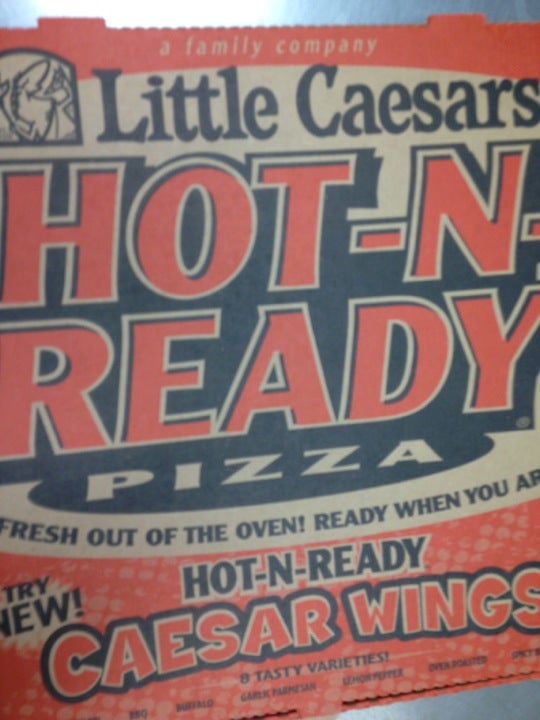 a family company
Little Caesars
HOT-N-
READY
PIZZA
FRESH OUT OF THE OVEN! READY WHEN YOU AR
TRY NEW!
HOT-N-READY
CAESAR WINGS
8 TASTY VARIETIES!
BBQ BUFFALO GARLIC PARMESAN LEMON PEPPER OVEN ROASTED